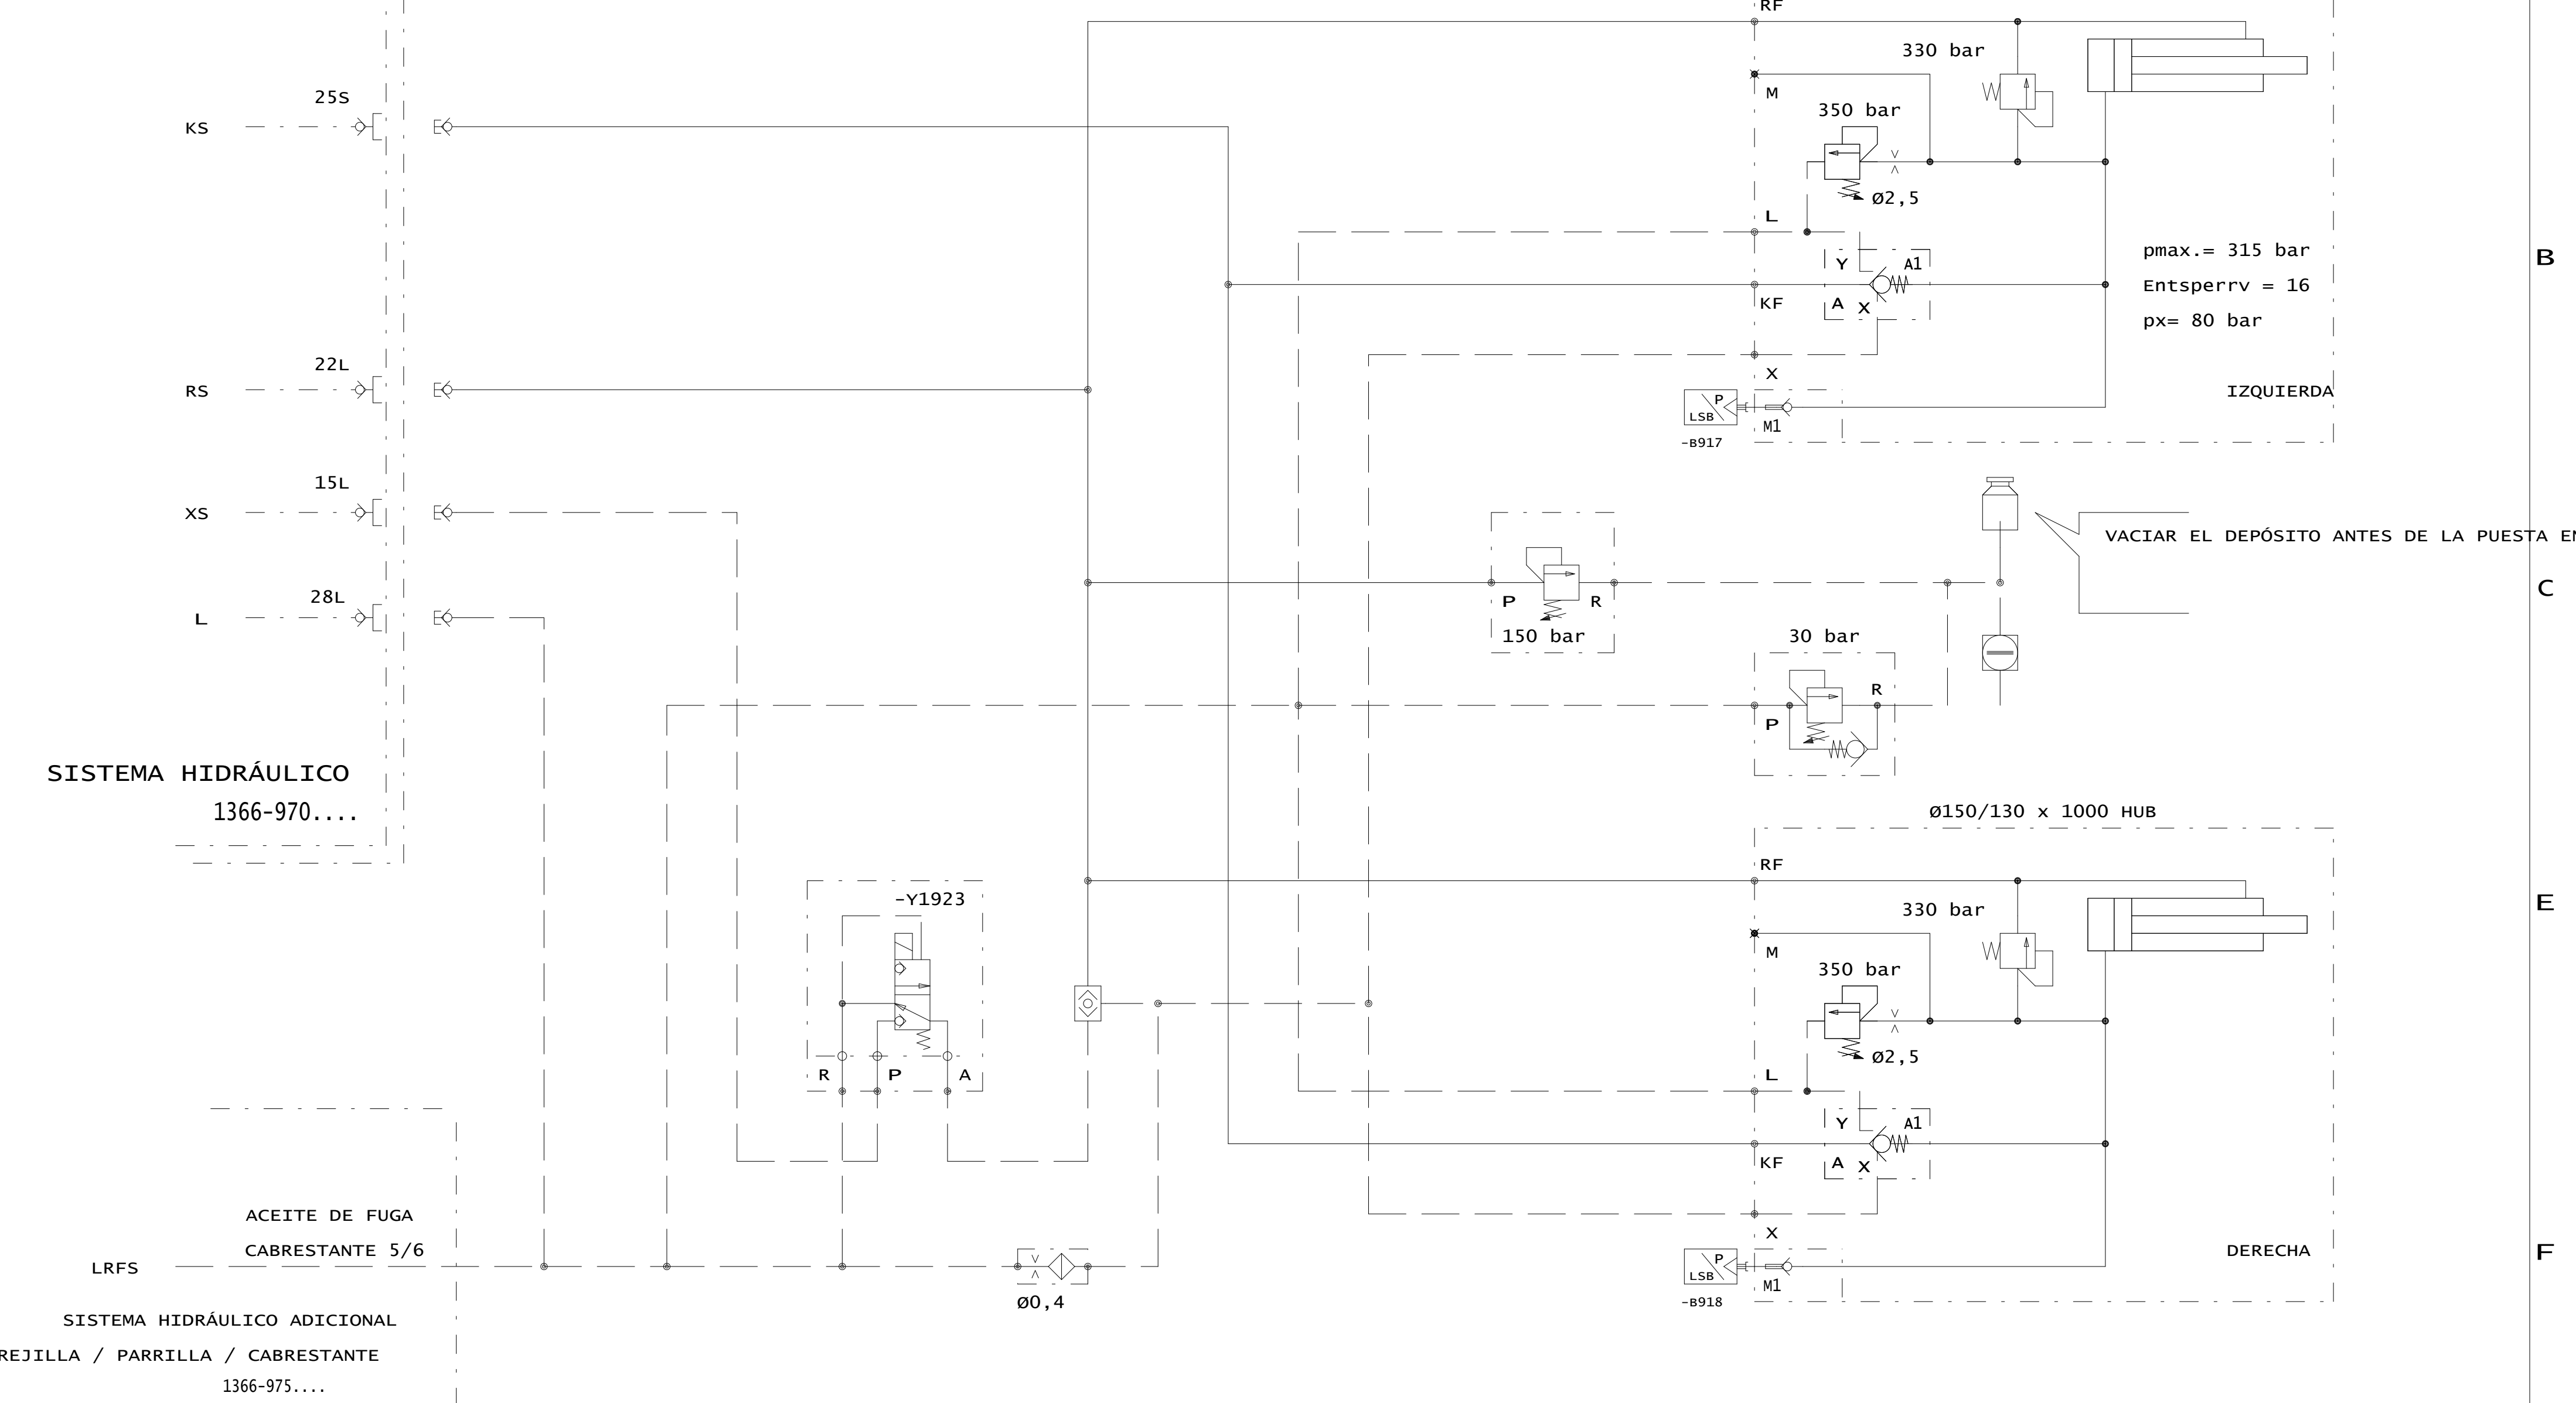 RF
330 bar
25S
KS
M
350 bar
Ø2,5
L
Y
A1
KF
A
X
pmax.= 315 bar
Entsperrv = 16
px= 80 bar
B
22L
RS
X
IZQUIERDA
P
LSB
M1
-B917
15L
XS
VACIAR EL DEPÓSITO ANTES DE LA PUESTA EN
C
28L
L
P
R
150 bar
30 bar
R
P
SISTEMA HIDRÁULICO
1366-970....
Ø150/130 x 1000 HUB
RF
-Y1923
330 bar
E
M
350 bar
Ø2,5
R
P
A
L
Y
A1
KF
A
X
ACEITE DE FUGA
CABRESTANTE 5/6
LRFS
X
DERECHA
F
P
LSB
M1
-B918
Ø0,4
SISTEMA HIDRÁULICO ADICIONAL
REJILLA / PARRILLA / CABRESTANTE
1366-975....